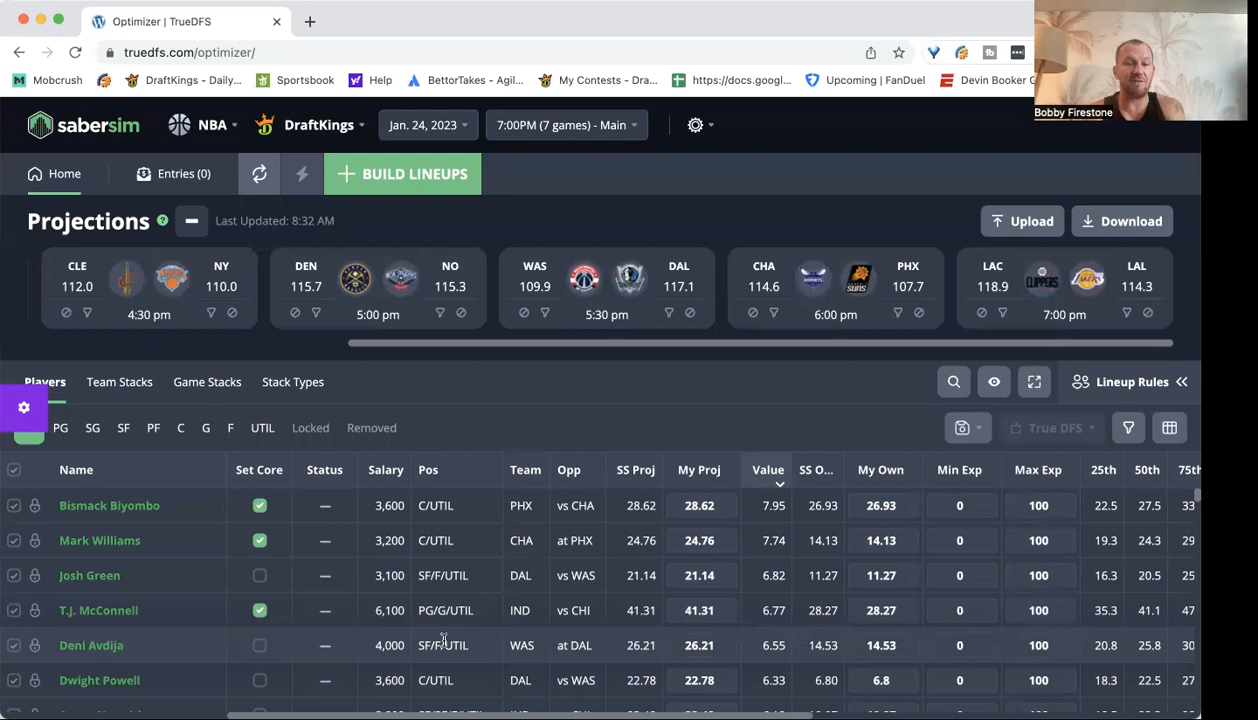 Optimizer | TrueDFS
truedfs.com/optimizer/
Mobcrush DraftKings - Daily... Sportsbook Help BettorTakes - Agil... My Contests - Dra... https://docs.googl... Upcoming | FanDuel Devin Booker G
Bobby Firestone
sabersim NBA DraftKings Jan. 24, 2023 7:00PM (7 games) - Main
Home Entries (0) + BUILD LINEUPS
Projections Last Updated: 8:32 AM Upload Download
CLE NY DEN NO WAS DAL CHA PHX LAC LAL
112.0 110.0 115.7 115.3 109.9 117.1 114.6 107.7 118.9 114.3
4:30 pm 5:00 pm 5:30 pm 6:00 pm 7:00 pm
Players Team Stacks Game Stacks Stack Types Lineup Rules
PG SG SF PF C G F UTIL Locked Removed True DFS
Name Set Core Status Salary Pos Team Opp SS Proj My Proj Value SS O... My Own Min Exp Max Exp 25th 50th 75th
Bismack Biyombo — 3,600 C/UTIL PHX vs CHA 28.62 28.62 7.95 26.93 26.93 0 100 22.5 27.5 33
Mark Williams — 3,200 C/UTIL CHA at PHX 24.76 24.76 7.74 14.13 14.13 0 100 19.3 24.3 29
Josh Green — 3,100 SF/F/UTIL DAL vs WAS 21.14 21.14 6.82 11.27 11.27 0 100 16.3 20.5 25
T.J. McConnell — 6,100 PG/G/UTIL IND vs CHI 41.31 41.31 6.77 28.27 28.27 0 100 35.3 41.1 47
Deni Avdija — 4,000 SF/F/UTIL WAS at DAL 26.21 26.21 6.55 14.53 14.53 0 100 20.8 25.8 30
Dwight Powell — 3,600 C/UTIL DAL vs WAS 22.78 22.78 6.33 6.80 6.8 0 100 18.3 22.5 27